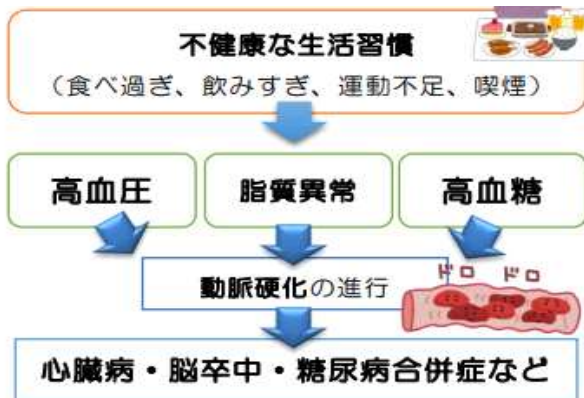 不健康な生活習慣
（食べ過ぎ、飲みすぎ、運動不足、喫煙）
高血圧
脂質異常
高血糖
ドロ ドロ
動脈硬化の進行
心臓病・脳卒中・糖尿病合併症など